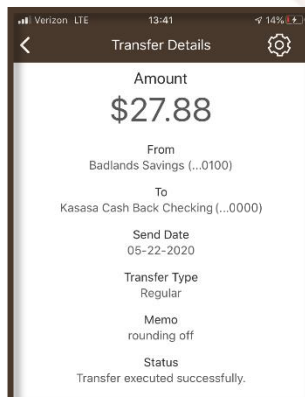 Verizon LTE 13:41 14%
Transfer Details
Amount
$27.88
From
Badlands Savings (...0100)
To
Kasasa Cash Back Checking (...0000)
Send Date
05-22-2020
Transfer Type
Regular
Memo
rounding off
Status
Transfer executed successfully.